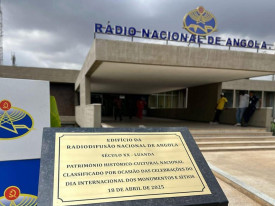 RÁDIO NACIONAL DE ANGOLA
EDIFÍCIO DA
RADIODIFUSÃO NACIONAL DE ANGOLA
SÉCULO XX - LUANDA
PATRIMÓNIO HISTÓRICO CULTURAL NACIONAL
CLASSIFICADO POR OCASIÃO DAS CELEBRAÇÕES DO
DIA INTERNACIONAL DOS MONUMENTOS E SÍTIOS
18 DE ABRIL DE 2025